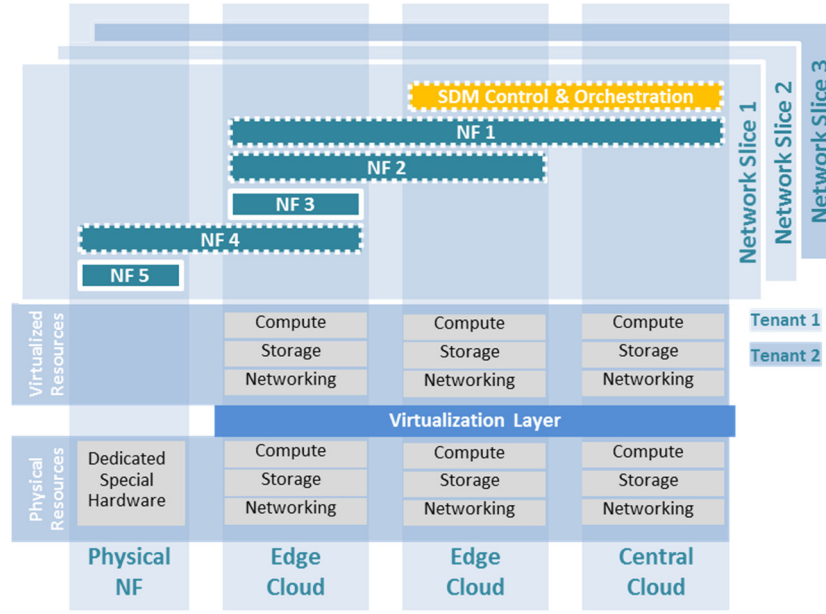 SDM Control & Orchestration
NF 1
NF 2
NF 3
NF 4
NF 5
Network Slice 1
Network Slice 2
Network Slice 3
Tenant 1
Tenant 2
Virtualized
Resources
Compute
Compute
Compute
Storage
Storage
Storage
Networking
Networking
Networking
Virtualization Layer
Physical
Resources
Dedicated
Special
Hardware
Compute
Compute
Compute
Storage
Storage
Storage
Networking
Networking
Networking
Physical
NF
Edge
Cloud
Edge
Cloud
Central
Cloud